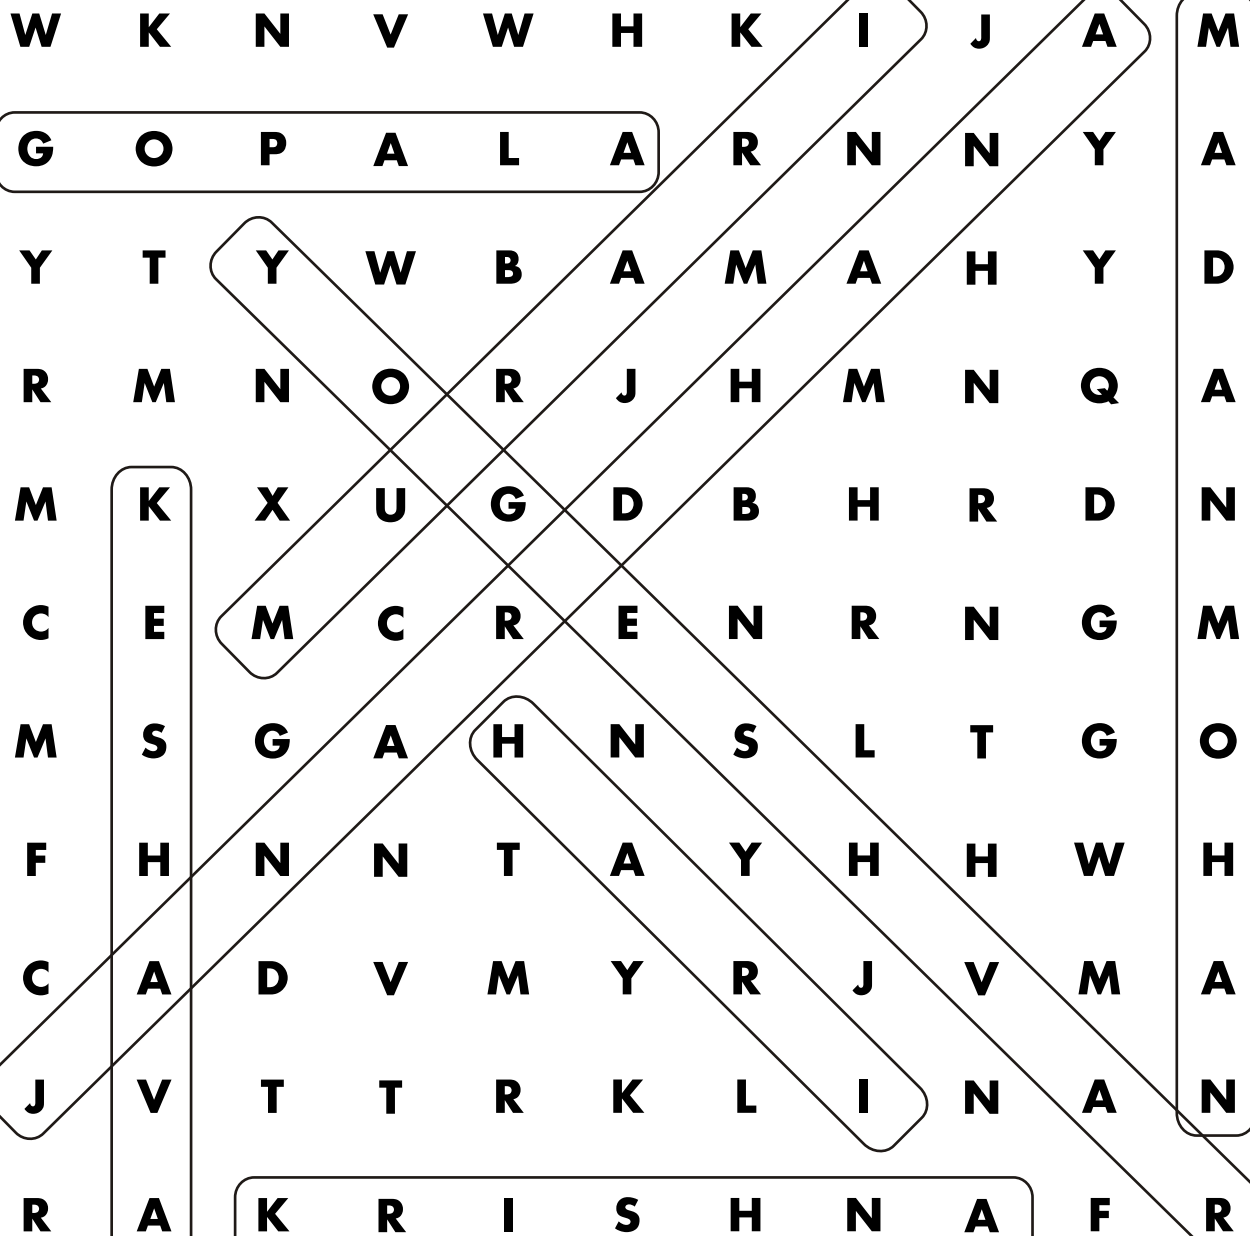 W K N V W H K I J A M
G O P A L A R N N Y A
Y T Y W B A M A H Y D
R M N O R J H M N Q A
M K X U G D B H R D N
C E M C R E N R N G M
M S G A H N S L T G O
F H N N T A Y H H W H
C A D V M Y R J V M A
J V T T R K L I N A N
R A K R I S H N A F R